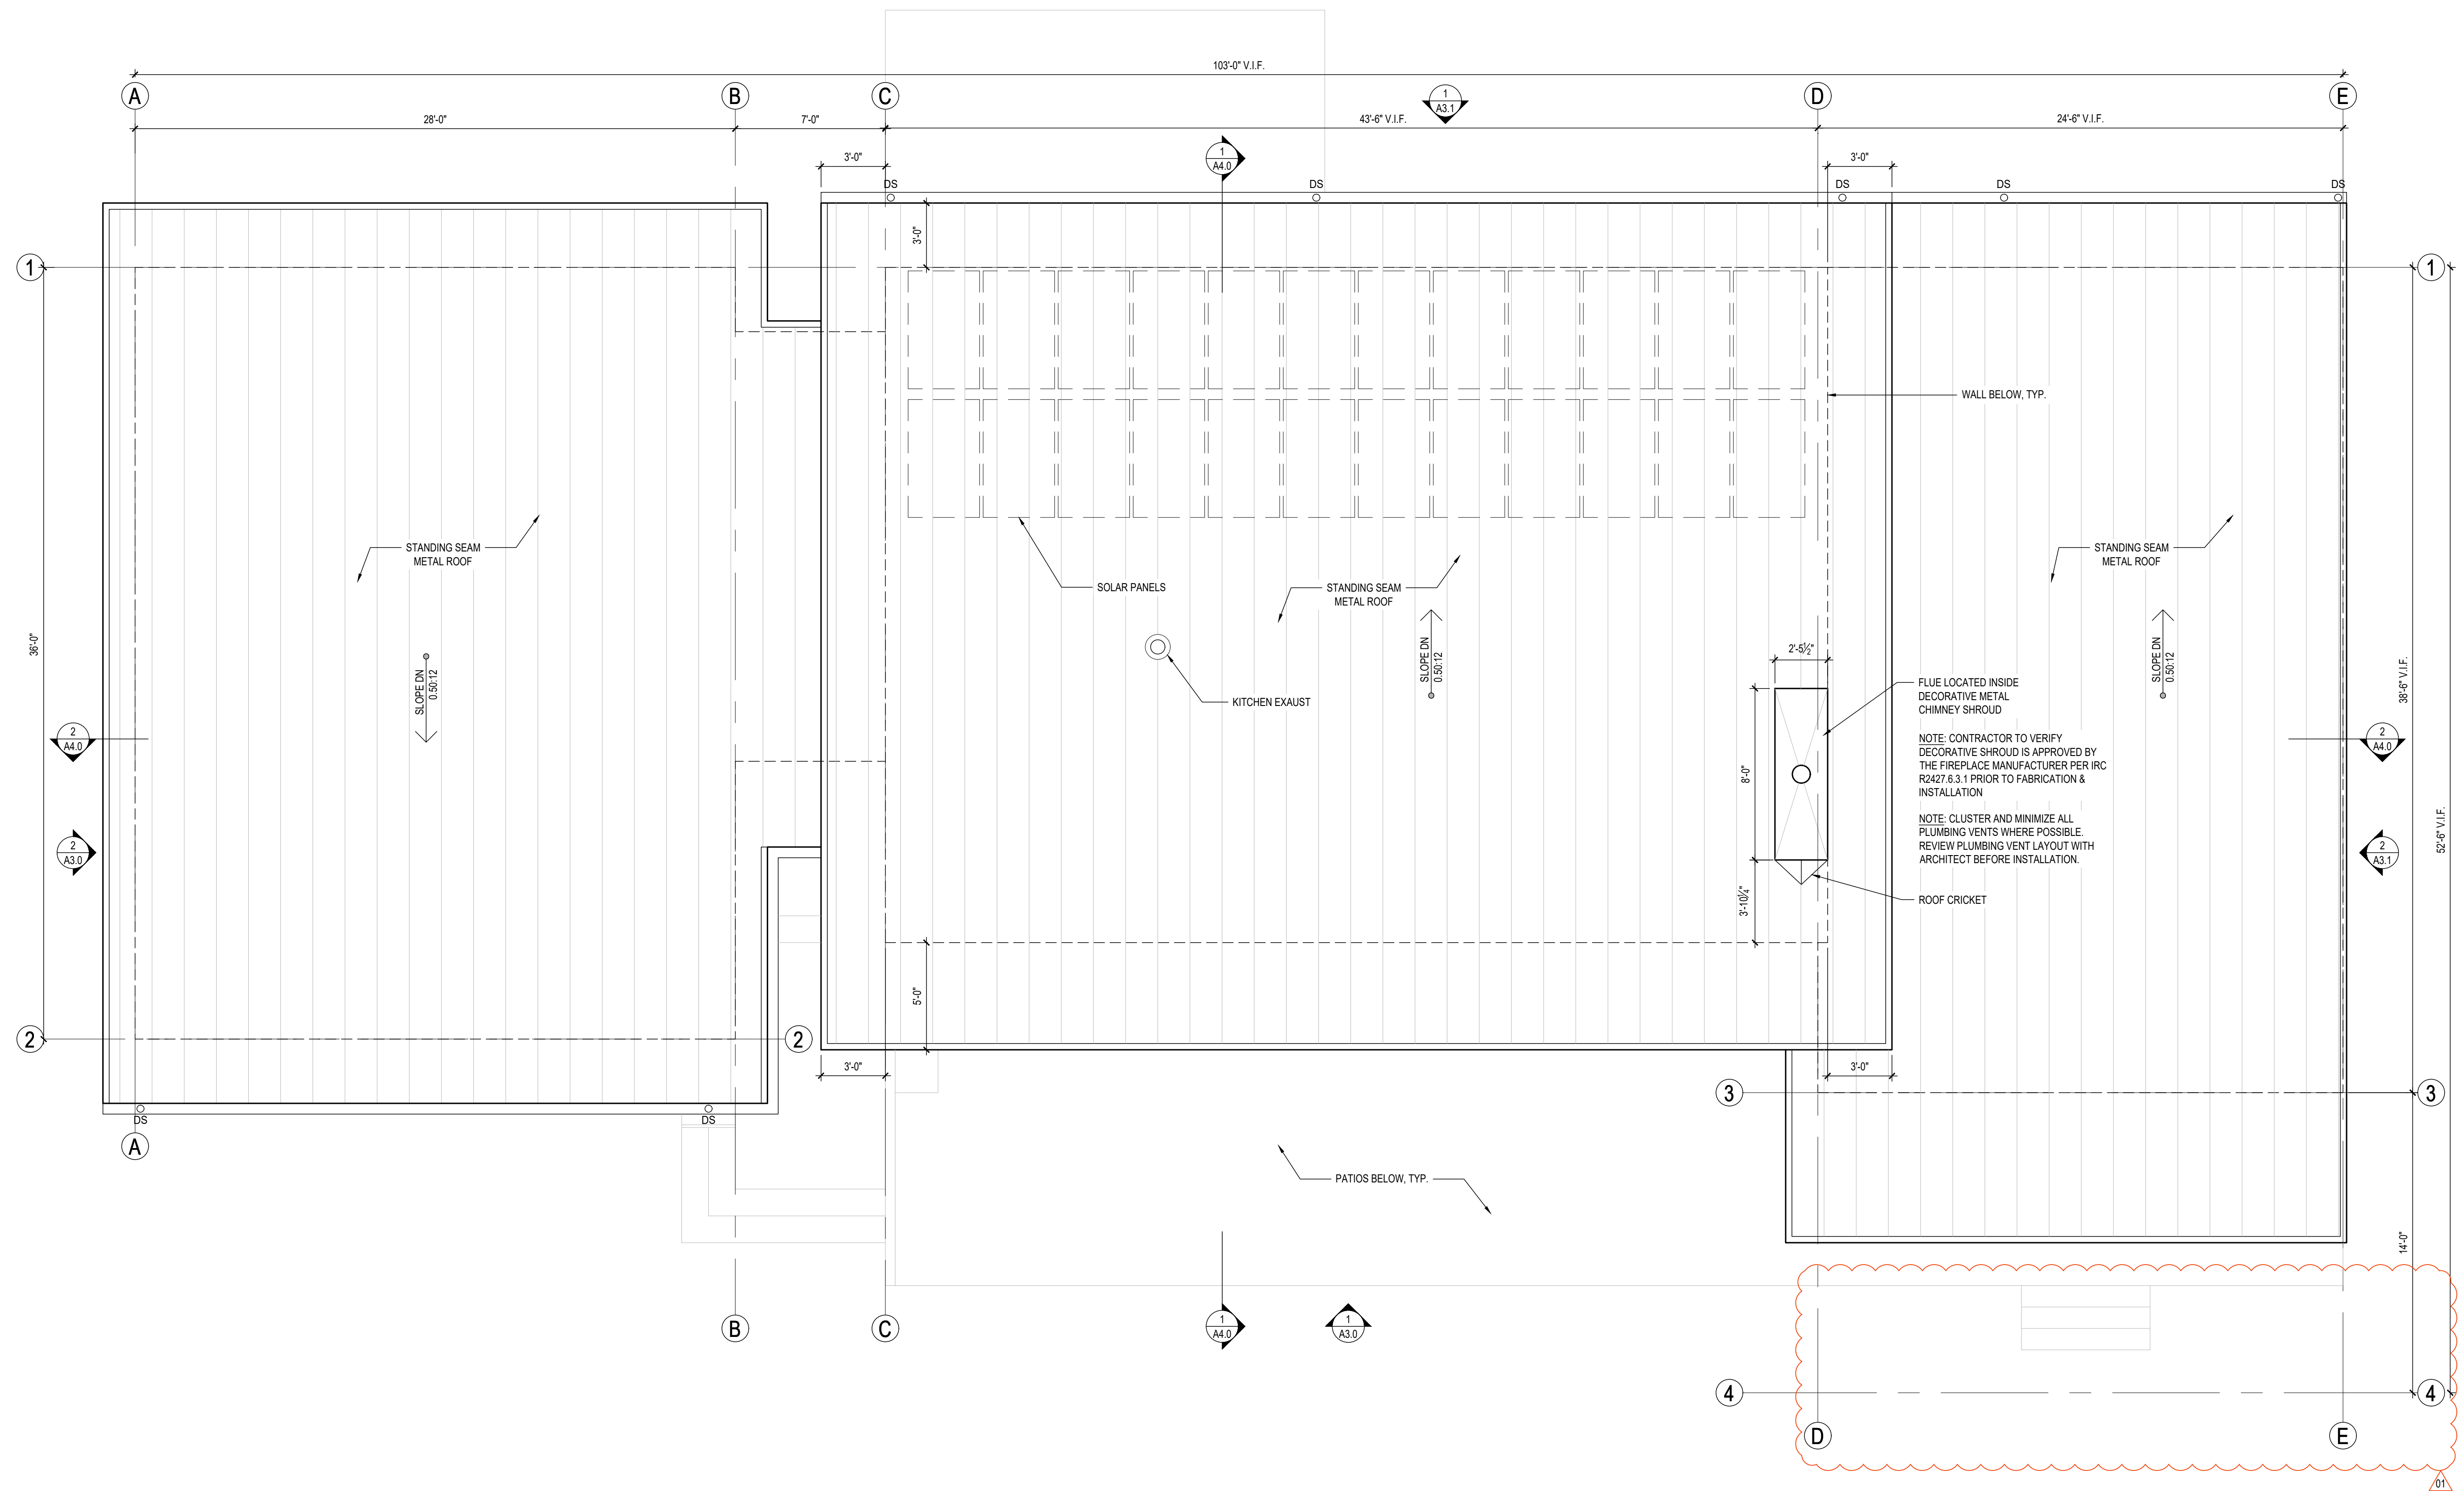 103'-0" V.I.F.
A
B
C
D
E
28'-0"
7'-0"
43'-6" V.I.F.
24'-6" V.I.F.
1
A3.1
1
A4.0
3'-0"
3'-0"
DS
DS
DS
DS
DS
3'-0"
1
1
WALL BELOW, TYP.
STANDING SEAM
METAL ROOF
SOLAR PANELS
STANDING SEAM
METAL ROOF
STANDING SEAM
METAL ROOF
36'-0"
SLOPE DN
0.50:12
KITCHEN EXAUST
SLOPE DN
0.50:12
SLOPE DN
0.50:12
2'-5½"
8'-0"
3'-10¼"
FLUE LOCATED INSIDE
DECORATIVE METAL
CHIMNEY SHROUD
NOTE: CONTRACTOR TO VERIFY
DECORATIVE SHROUD IS APPROVED BY
THE FIREPLACE MANUFACTURER PER IRC
R2427.6.3.1 PRIOR TO FABRICATION &
INSTALLATION
NOTE: CLUSTER AND MINIMIZE ALL
PLUMBING VENTS WHERE POSSIBLE.
REVIEW PLUMBING VENT LAYOUT WITH
ARCHITECT BEFORE INSTALLATION.
ROOF CRICKET
38'-6" V.I.F.
52'-6" V.I.F.
2
A4.0
2
A4.0
2
A3.0
2
A3.1
5'-0"
2
2
3'-0"
3'-0"
3
3
DS
DS
A
PATIOS BELOW, TYP.
14'-0"
B
C
1
A4.0
1
A3.0
4
4
D
E
01